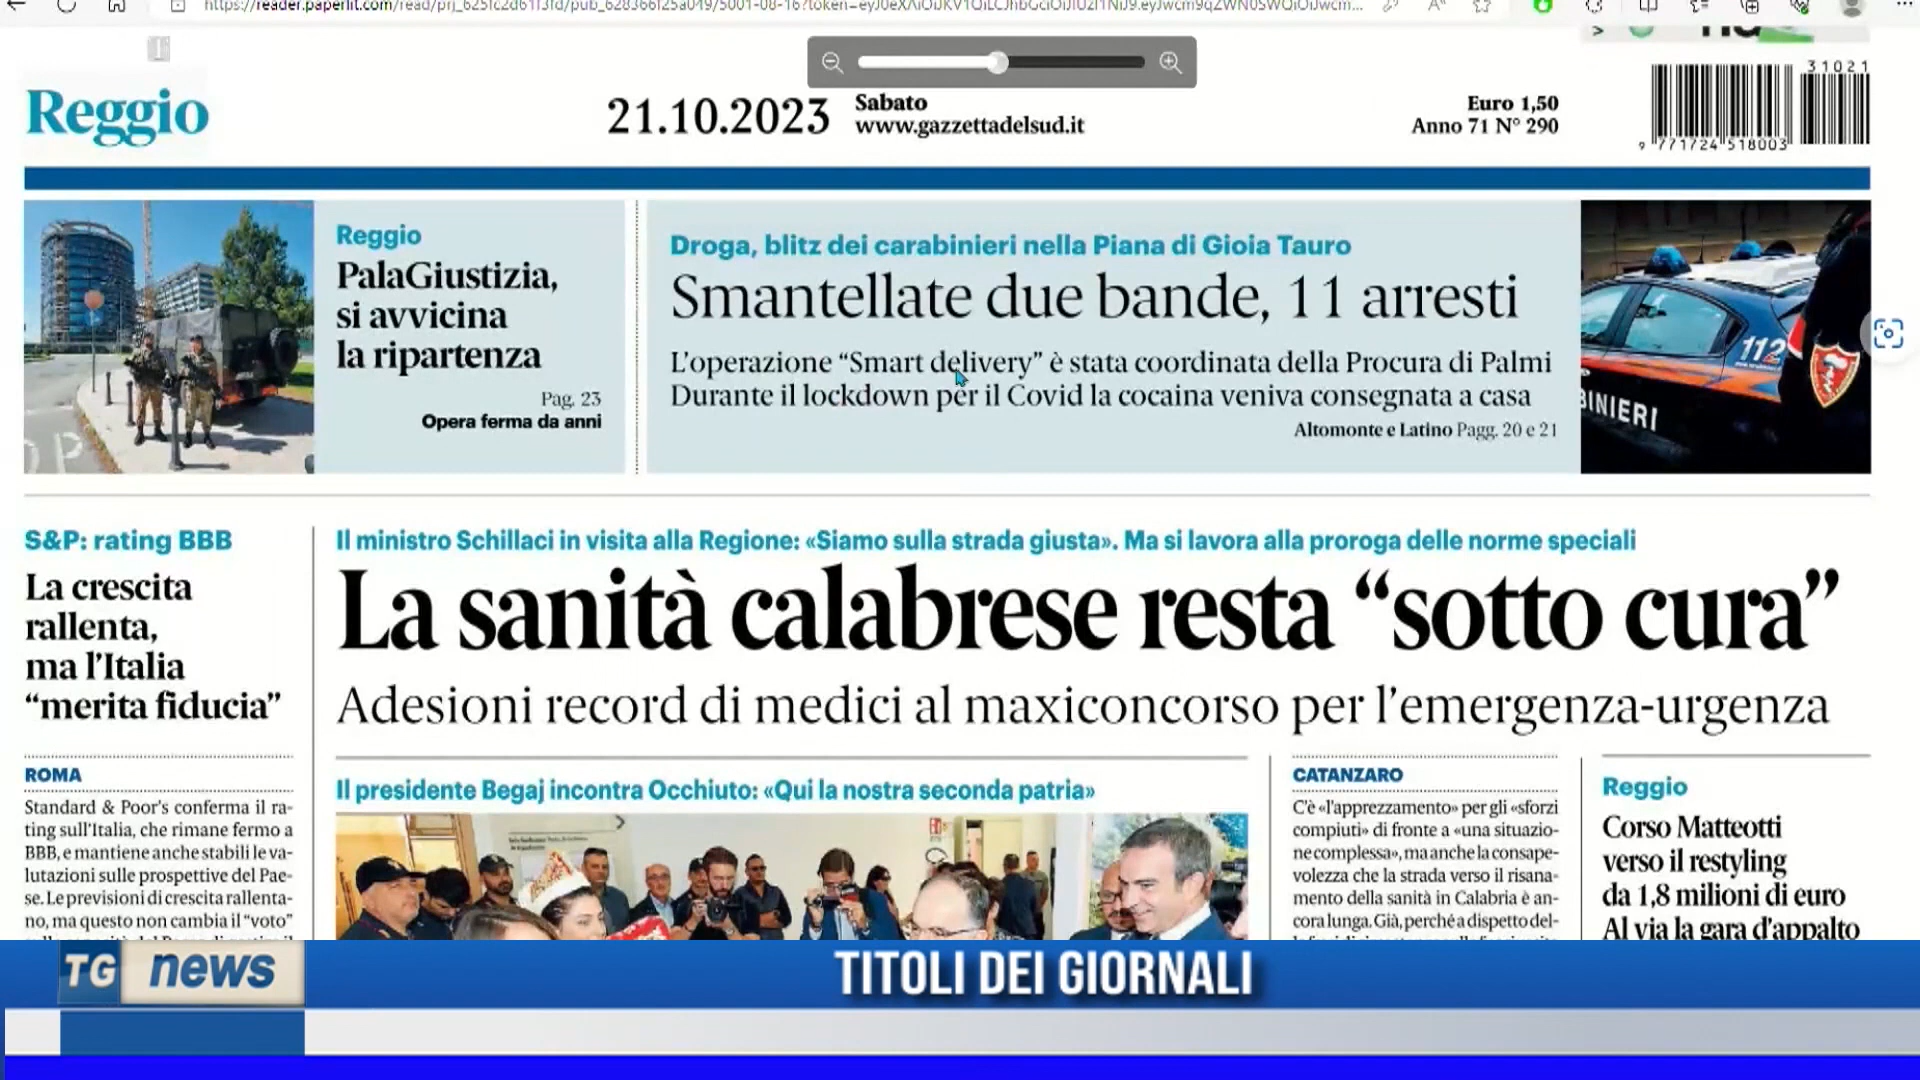 Reggio
21.10.2023
Sabato
www.gazzettadelsud.it
Euro 1,50
Anno 71 N° 290
31021
9 771724 518003
Reggio
PalaGiustizia,
si avvicina
la ripartenza
Pag. 23
Opera ferma da anni
Droga, blitz dei carabinieri nella Piana di Gioia Tauro
Smantellate due bande, 11 arresti
L'operazione “Smart delivery” è stata coordinata della Procura di Palmi
Durante il lockdown per il Covid la cocaina veniva consegnata a casa
Altomonte e Latino Pagg. 20 e 21
112
BINIERI
S&P: rating BBB
La crescita
rallenta,
ma l'Italia
“merita fiducia”
ROMA
Standard & Poor's conferma il ra-
ting sull'Italia, che rimane fermo a
BBB, e mantiene anche stabili le va-
lutazioni sulle prospettive del Pae-
se. Le previsioni di crescita rallenta-
no, ma questo non cambia il “voto”
Il ministro Schillaci in visita alla Regione: «Siamo sulla strada giusta». Ma si lavora alla proroga delle norme speciali
La sanità calabrese resta “sotto cura”
Adesioni record di medici al maxiconcorso per l'emergenza-urgenza
Il presidente Begaj incontra Occhiuto: «Qui la nostra seconda patria»
CATANZARO
C'è «l'apprezzamento» per gli «sforzi
compiuti» di fronte a «una situazio-
ne complessa», ma anche la consape-
volezza che la strada verso il risana-
mento della sanità in Calabria è an-
cora lunga. Già, perché a dispetto del-
Reggio
Corso Matteotti
verso il restyling
da 1,8 milioni di euro
Al via la gara d'appalto
TG news
TITOLI DEI GIORNALI